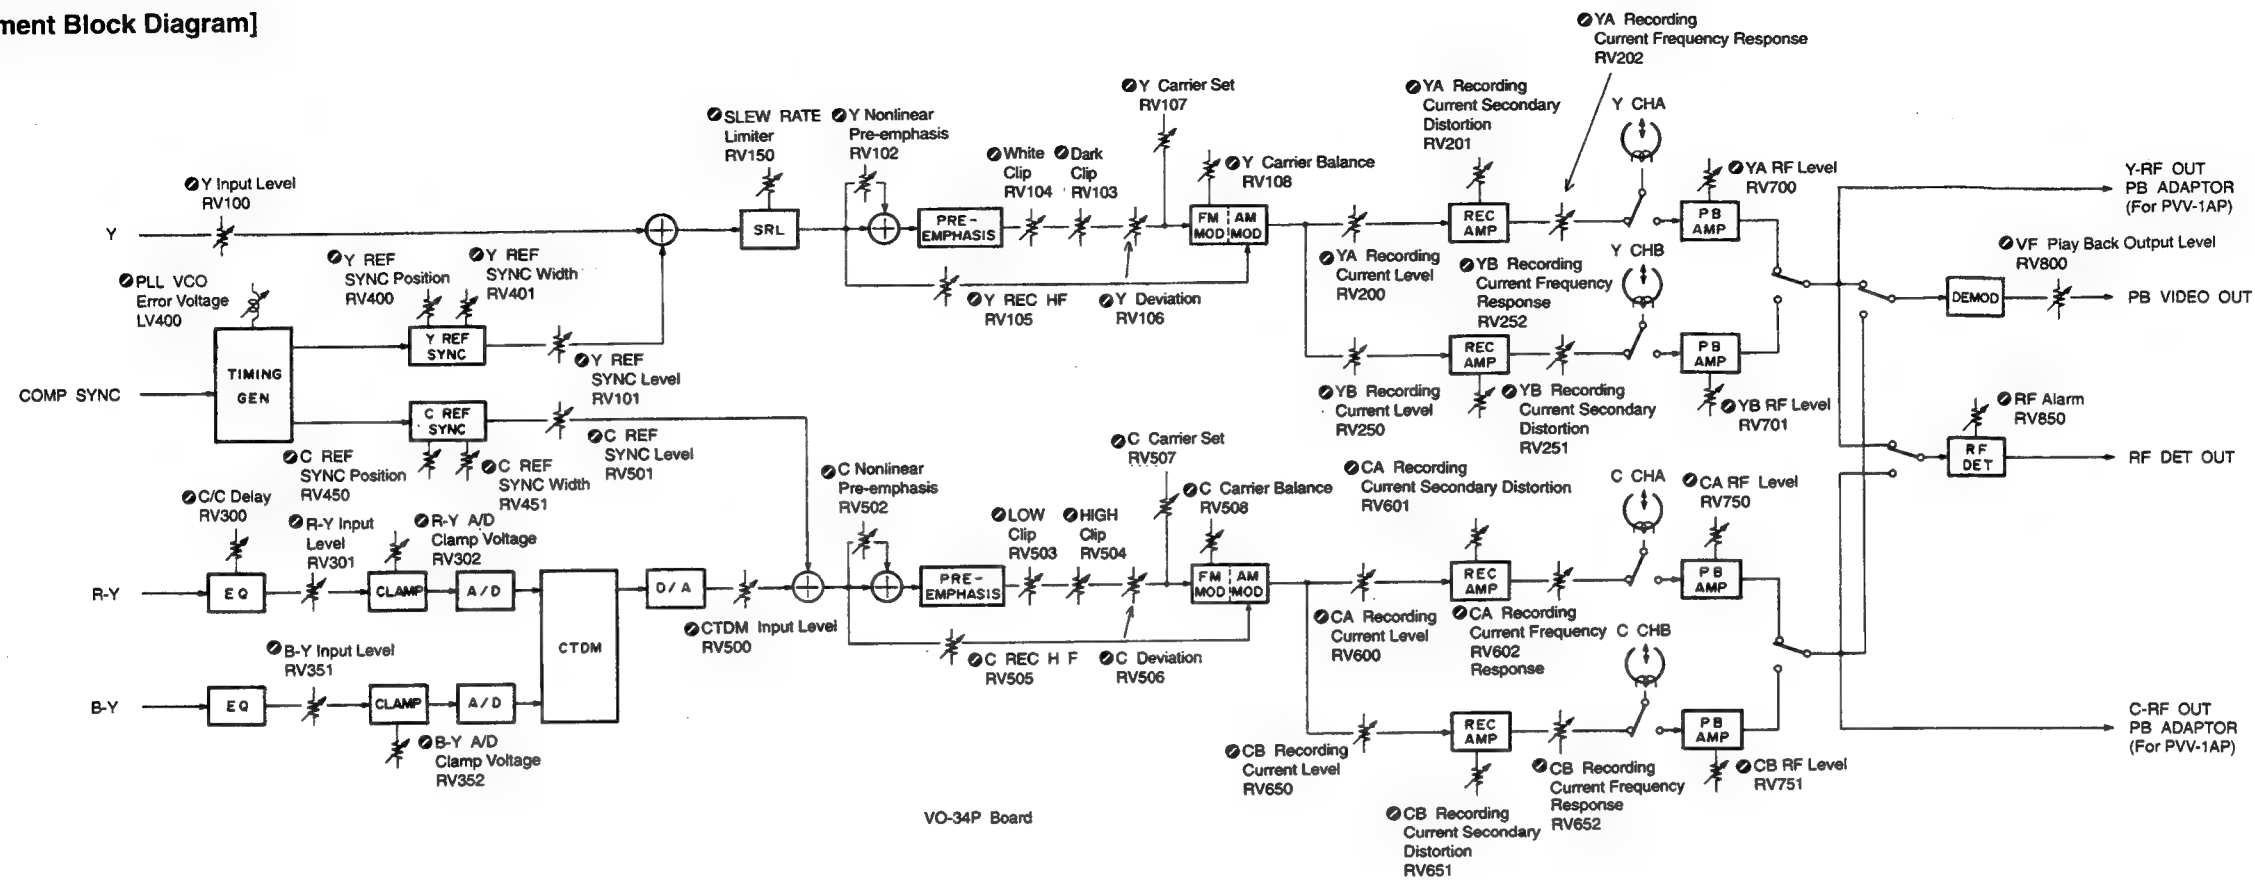 ment Block Diagram]
YA Recording
Current Frequency Response
RV202
Y Carrier Set
RV107
YA Recording
Current Secondary
Distortion
RV201
Y CHA
SLEW RATE
Limiter
RV150
Y Nonlinear
Pre-emphasis
RV102
White
Clip
RV104
Dark
Clip
RV103
Y Carrier Balance
RV108
YA RF Level
RV700
Y-RF OUT
PB ADAPTOR
(For PVV-1AP)
Y Input Level
RV100
Y
SRL
PRE-
EMPHASIS
FM
MOD
AM
MOD
REC
AMP
PB
AMP
Y REF
SYNC Position
RV400
Y REF
SYNC Width
RV401
PLL VCO
Error Voltage
LV400
Y REC HF
RV105
Y Deviation
RV106
YA Recording
Current Level
RV200
YB Recording
Current Frequency
Response
RV252
Y CHB
VF Play Back Output Level
RV800
DEMOD
PB VIDEO OUT
Y REF
SYNC
Y REF
SYNC Level
RV101
REC
AMP
PB
AMP
COMP SYNC
TIMING
GEN
YB Recording
Current Level
RV250
YB Recording
Current Secondary
Distortion
RV251
YB RF Level
RV701
RF Alarm
RV850
RF
DET
RF DET OUT
C REF
SYNC
C REF
SYNC Level
RV501
C REF
SYNC Position
RV450
C REF
SYNC Width
RV451
C Nonlinear
Pre-emphasis
RV502
C Carrier Set
RV507
C Carrier Balance
RV508
CA Recording
Current Secondary Distortion
RV601
C CHA
CA RF Level
RV750
C/C Delay
RV300
R-Y Input
Level
RV301
R-Y A/D
Clamp Voltage
RV302
LOW
Clip
RV503
HIGH
Clip
RV504
R-Y
EQ
CLAMP
A/D
CTDM
D/A
PRE-
EMPHASIS
FM
MOD
AM
MOD
REC
AMP
PB
AMP
CTDM Input Level
RV500
C REC H F
RV505
C Deviation
RV506
CA Recording
Current Level
RV600
CA Recording
Current Frequency
RV602
Response
C CHB
B-Y Input Level
RV351
B-Y
EQ
CLAMP
A/D
B-Y A/D
Clamp Voltage
RV352
REC
AMP
PB
AMP
C-RF OUT
PB ADAPTOR
(For PVV-1AP)
CB Recording
Current Level
RV650
CB Recording
Current Frequency
Response
RV652
CB RF Level
RV751
CB Recording
Current Secondary
Distortion
RV651
VO-34P Board